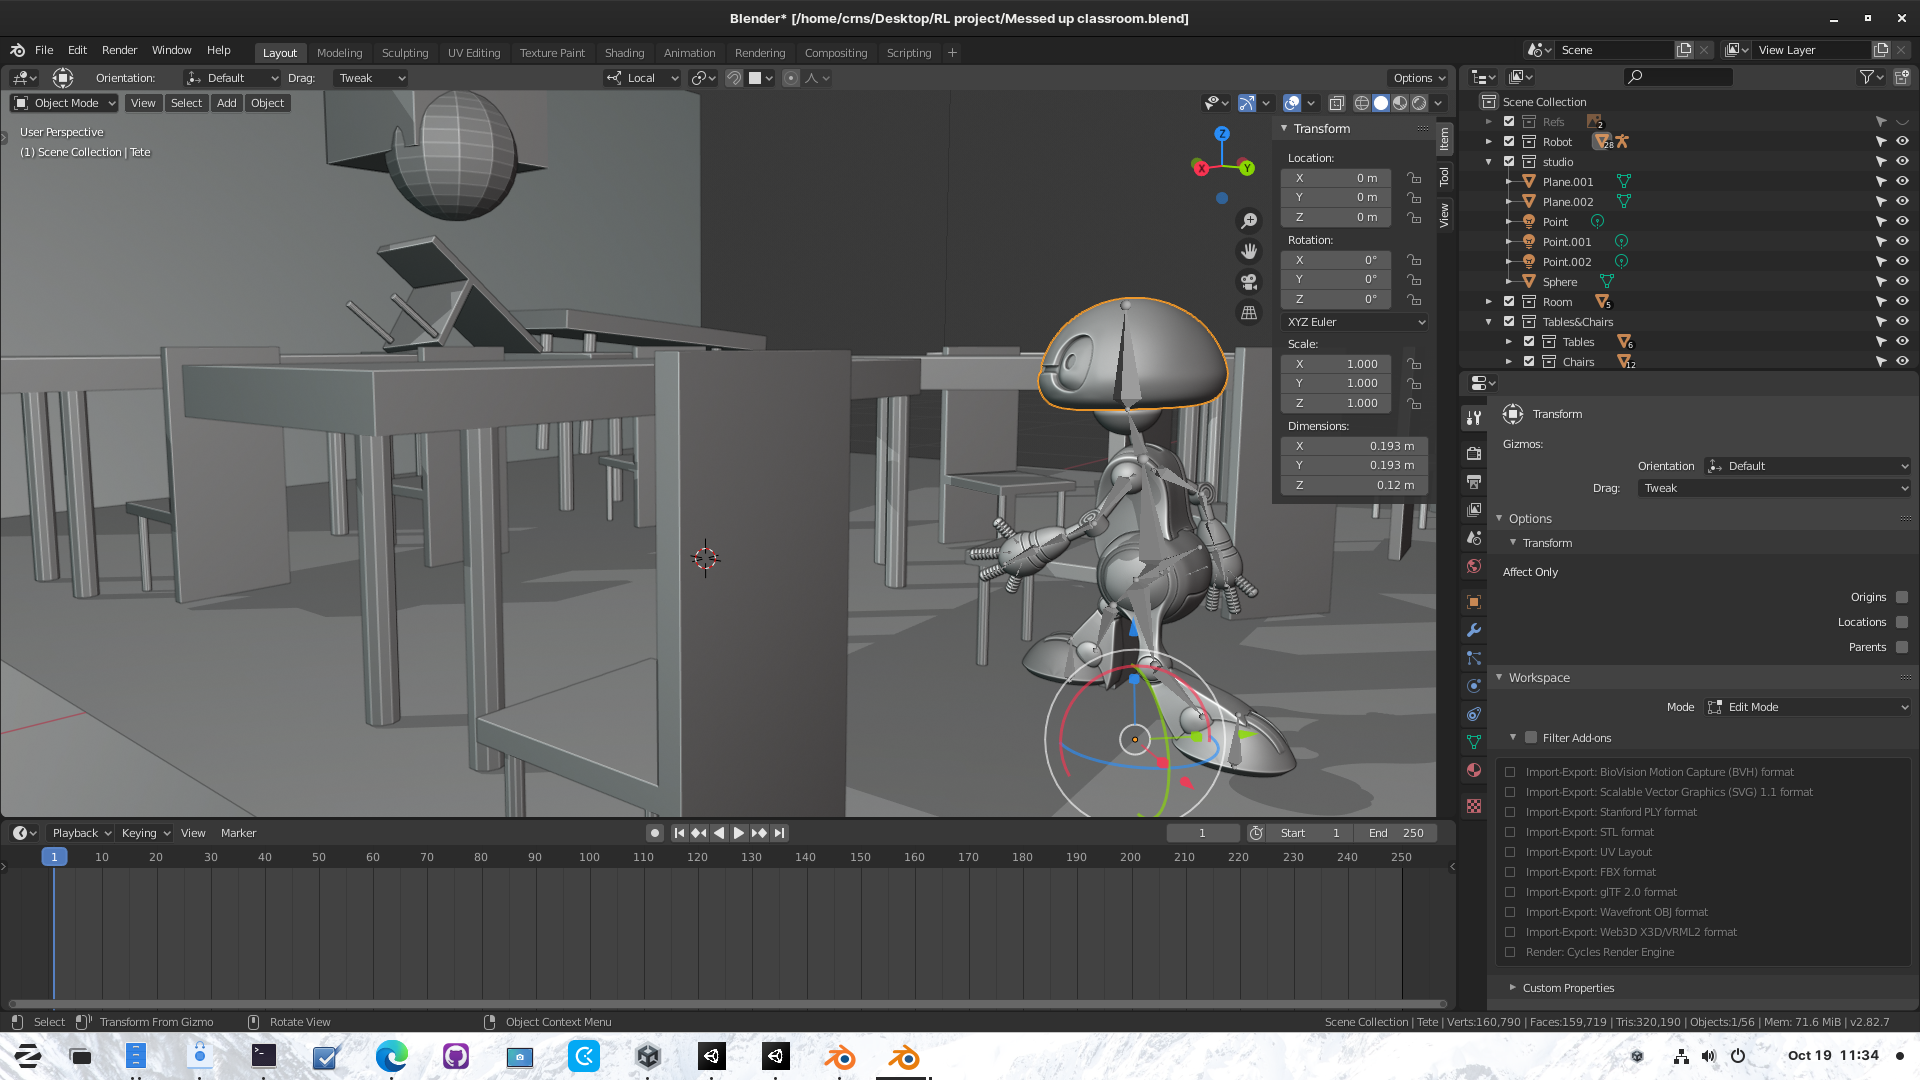 Blender* [/home/crns/Desktop/RL project/Messed up classroom.blend]
File Edit Render Window Help Layout Modeling Sculpting UV Editing Texture Paint Shading Animation Rendering Compositing Scripting + Scene View Layer
Orientation: Default Drag: Tweak Local Options
Object Mode View Select Add Object
User Perspective
(1) Scene Collection | Tete
Z
X Y
Transform
Location:
X 0 m
Y 0 m
Z 0 m
Rotation:
X 0°
Y 0°
Z 0°
XYZ Euler
Scale:
X 1.000
Y 1.000
Z 1.000
Dimensions:
X 0.193 m
Y 0.193 m
Z 0.12 m
Item
Tool
View
Scene Collection
Refs 2
Robot 28
studio
Plane.001
Plane.002
Point
Point.001
Point.002
Sphere
Room 5
Tables&Chairs
Tables 6
Chairs 12
Transform
Gizmos:
Orientation Default
Drag: Tweak
Options
Transform
Affect Only
Origins
Locations
Parents
Workspace
Mode Edit Mode
Filter Add-ons
Import-Export: BioVision Motion Capture (BVH) format
Import-Export: Scalable Vector Graphics (SVG) 1.1 format
Import-Export: Stanford PLY format
Import-Export: STL format
Import-Export: UV Layout
Import-Export: FBX format
Import-Export: glTF 2.0 format
Import-Export: Wavefront OBJ format
Import-Export: Web3D X3D/VRML2 format
Render: Cycles Render Engine
Custom Properties
Playback Keying View Marker 1 Start 1 End 250
1 10 20 30 40 50 60 70 80 90 100 110 120 130 140 150 160 170 180 190 200 210 220 230 240 250
Select Transform From Gizmo Rotate View Object Context Menu Scene Collection | Tete | Verts:160,790 | Faces:159,719 | Tris:320,190 | Objects:1/56 | Mem: 71.6 MiB | v2.82.7
Oct 19 11:34